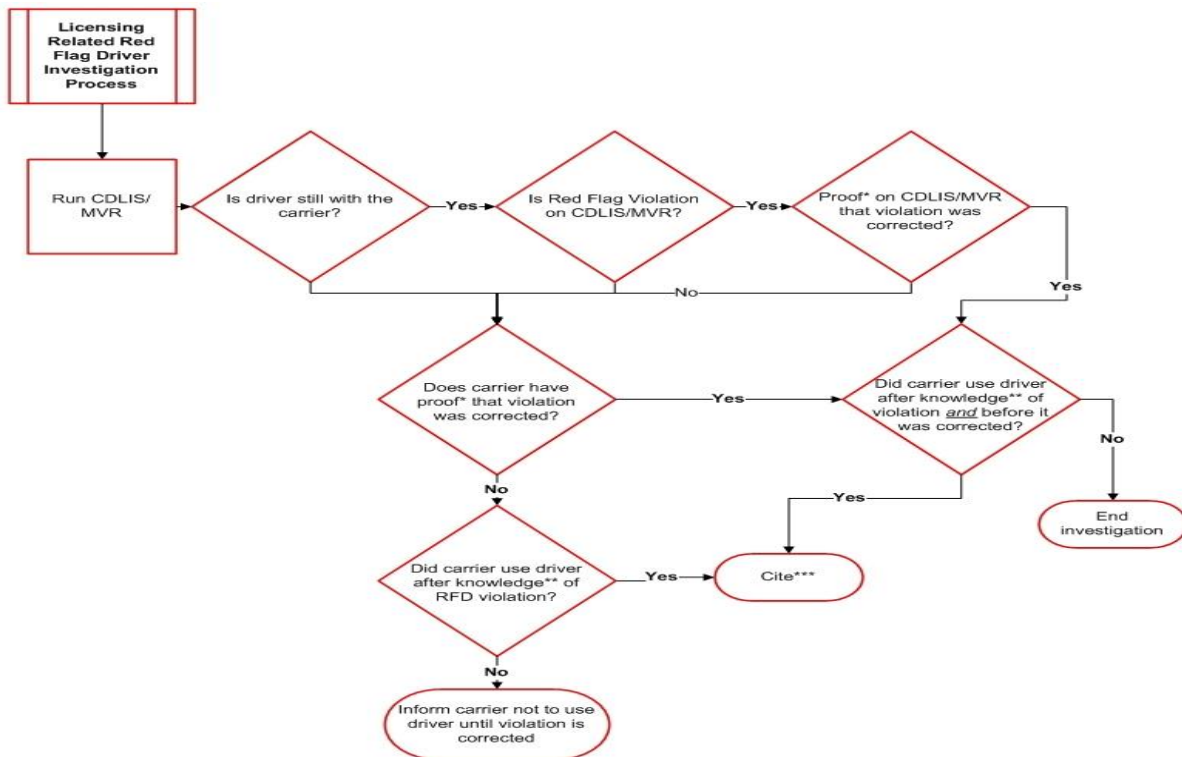 Licensing
Related Red
Flag Driver
Investigation
Process
Run CDLIS/
MVR
Is driver still with the
carrier?
Yes
Is Red Flag Violation
on CDLIS/MVR?
Yes
Proof* on CDLIS/MVR
that violation was
corrected?
Yes
No
Does carrier have
proof* that violation
was corrected?
Yes
Did carrier use driver
after knowledge** of
violation and before it
was corrected?
No
End
investigation
Yes
No
Did carrier use driver
after knowledge** of
RFD violation?
Yes
Cite***
No
Inform carrier not to use
driver until violation is
corrected